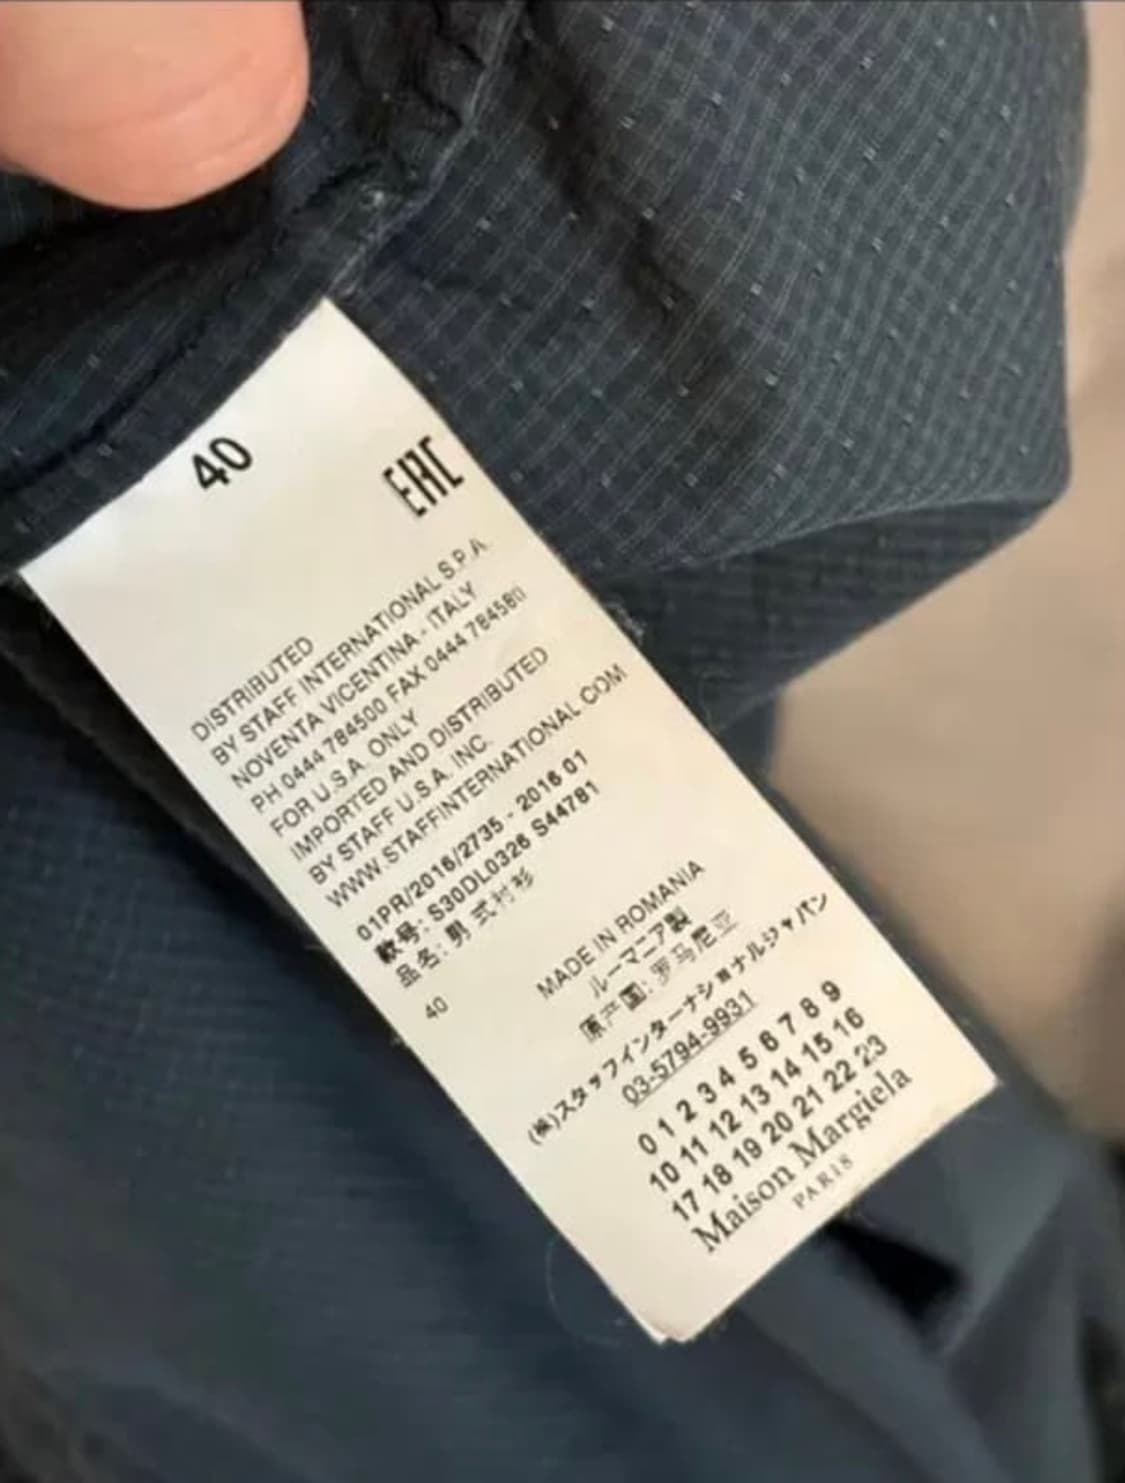 40
EAC
DISTRIBUTED
BY STAFF INTERNATIONAL S.P.A.
NOVENTA VICENTINA - ITALY
PH 0444 784500 FAX 0444 784580
FOR U.S.A. ONLY
IMPORTED AND DISTRIBUTED
BY STAFF U.S.A. INC.
WWW.STAFFINTERNATIONAL.COM
01PR/2016/2735 - 2016 01
款号: S30DL0326 S44781
品名: 男式衬衫
40
MADE IN ROMANIA
ルーマニア製
原产国: 罗马尼亚
(株)スタッフインターナショナルジャパン
03-5794-9931
0 1 2 3 4 5 6 7 8 9
10 11 12 13 14 15 16
17 18 19 20 21 22 23
Maison Margiela
PARIS